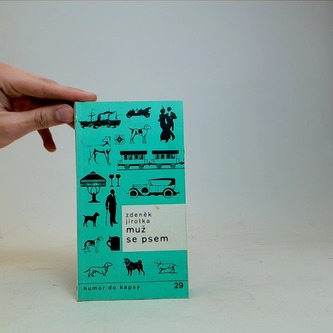 zdeněk
jirotka
muž
se psem
humor do kapsy 29